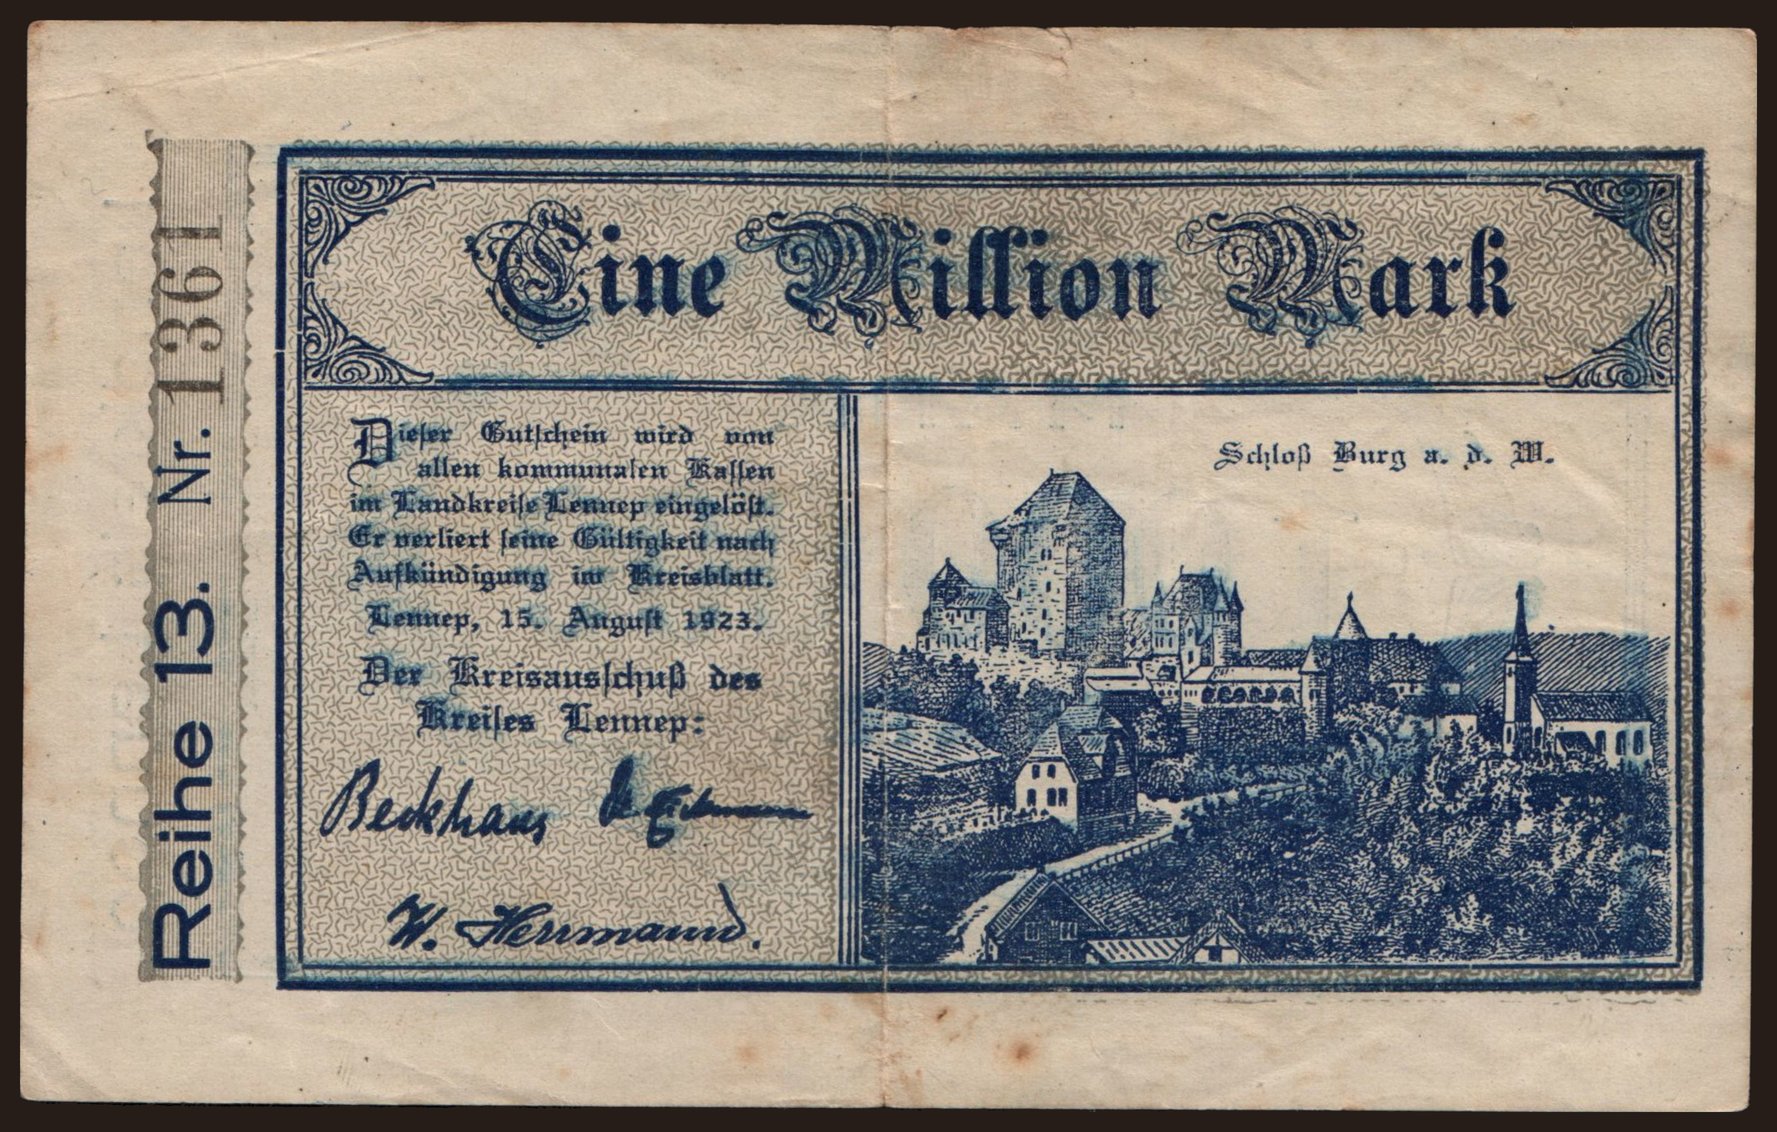 Reihe 13. Nr. 1361
Eine Million Mark
Dieser Gutschein wird von
allen kommunalen Kassen
im Landkreise Lennep eingelöst.
Er verliert seine Gültigkeit nach
Aufkündigung im Kreisblatt.
Lennep, 15. August 1923.
Der Kreisausschuß des
Kreises Lennep:
Beckhaus
W. Herrmann.
Schloß Burg a. d. W.